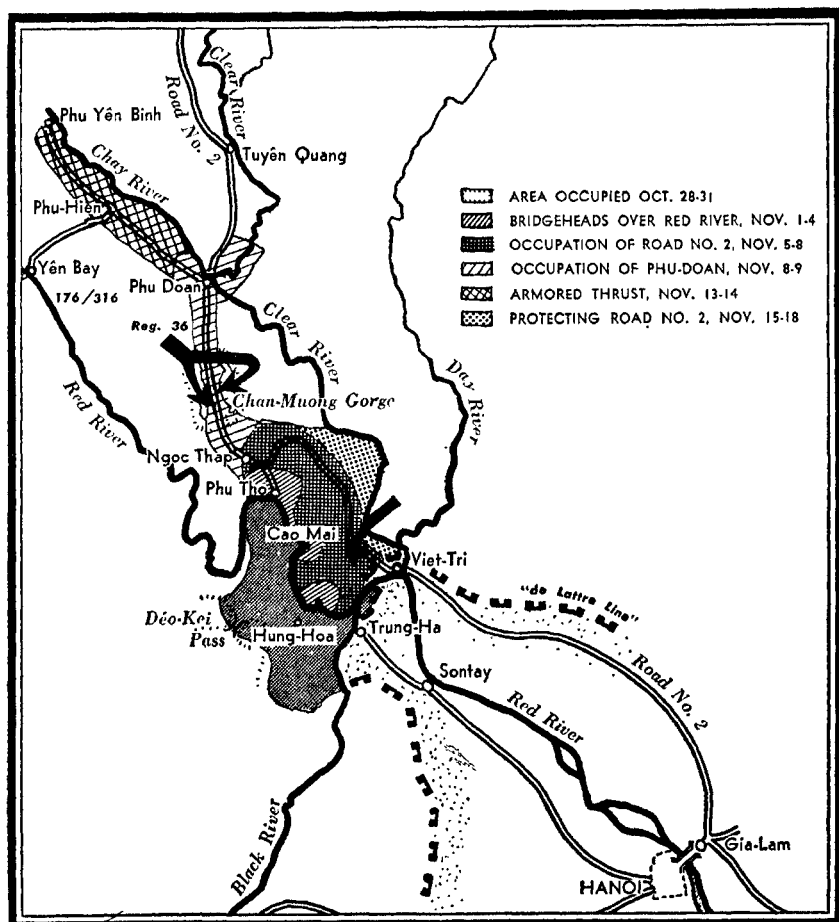 Clear River
Road No. 2
Phu Yên Binh
Tuyên Quang
Chay River
Phu-Hiên
AREA OCCUPIED OCT. 28-31
BRIDGEHEADS OVER RED RIVER, NOV. 1-4
OCCUPATION OF ROAD NO. 2, NOV. 5-8
OCCUPATION OF PHU-DOAN, NOV. 8-9
ARMORED THRUST, NOV. 13-14
PROTECTING ROAD NO. 2, NOV. 15-18
Yên Bay
Phu Doan
176/316
Reg. 36
Clear River
Day River
Red River
Chan-Muong Gorge
Ngoc Thap
Phu Tho
Cao Mai
Viet-Tri
"de Lattre Line"
Déo-Kei
Pass
Hung-Hoa
Trung-Ha
Sontay
Road No. 2
Red River
Black River
Gia-Lam
HANOI